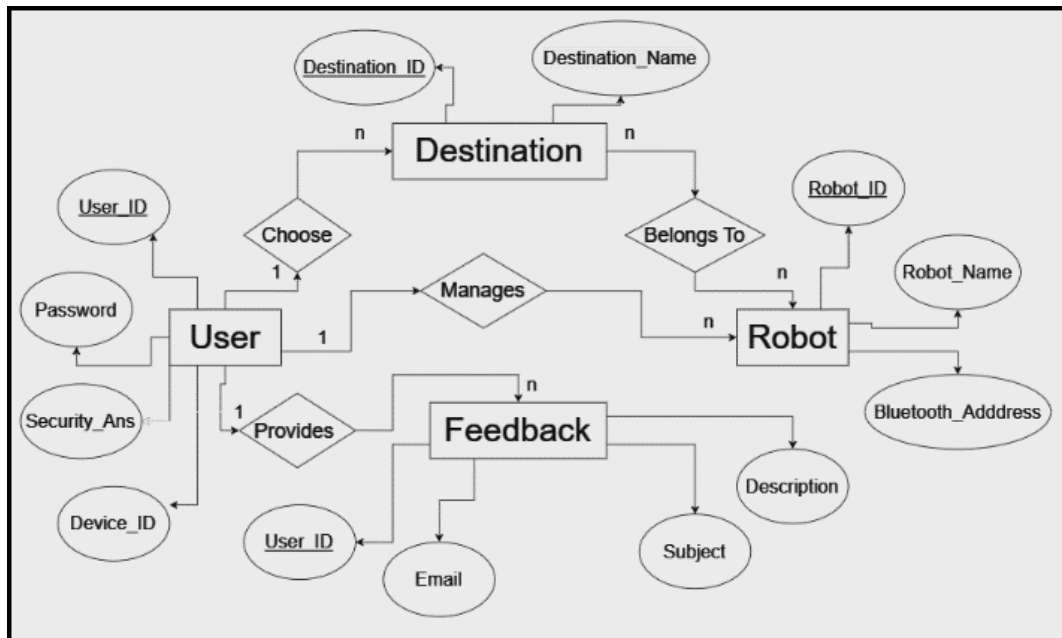 Destination_ID
Destination_Name
n
Destination
n
User_ID
Choose
Belongs To
Robot_ID
1
n
Manages
Robot_Name
Password
User
1
n
Robot
Security_Ans
1
Provides
n
Feedback
Bluetooth_Adddress
Device_ID
User_ID
Email
Subject
Description